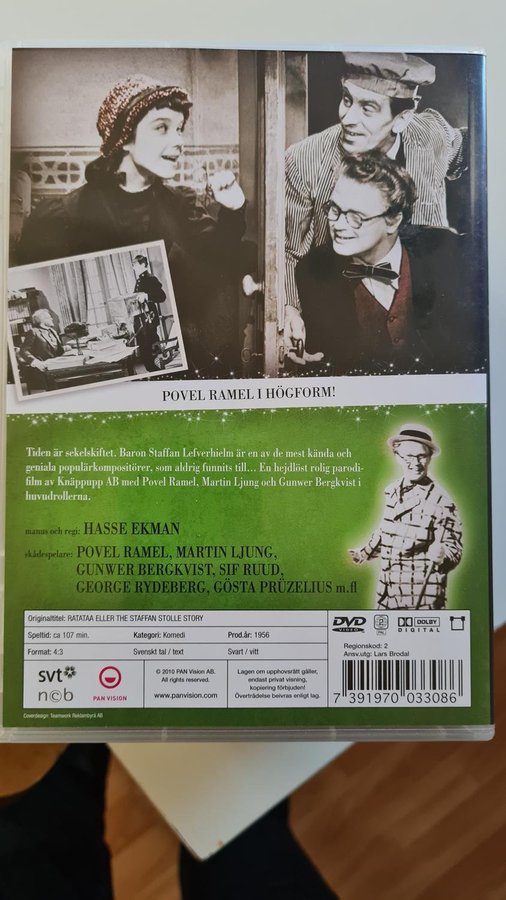 POVEL RAMEL I HÖGFORM!
Tiden är sekelskiftet. Baron Staffan Lefverhielm är en av de mest kända och
geniala populärkompositörer, som aldrig funnits till... En hejdlöst rolig parodi-
film av Knäppupp AB med Povel Ramel, Martin Ljung och Gunwer Bergkvist i
huvudrollerna.
manus och regi: HASSE EKMAN
skådespelare: POVEL RAMEL, MARTIN LJUNG,
GUNWER BERGKVIST, SIF RUUD,
GEORGE RYDEBERG, GÖSTA PRÜZELIUS m.fl
Originaltitel: RATATAA ELLER THE STAFFAN STOLLE STORY
Speltid: ca 107 min. Kategori: Komedi Prod.år: 1956
Format: 4:3 Svenskt tal / text Svart / vitt
DVD VIDEO 2 PAL DOLBY DIGITAL
Regionskod: 2
Ansv.utg: Lars Brodal
svt
ncb
PAN VISION
© 2010 PAN Vision AB.
All rights reserved.
www.panvision.com
Lagen om upphovsrätt gäller,
endast privat visning,
kopiering förbjuden!
Överträdelse beivras enligt lag.
7 391970 033086
Coverdesign: Teamwork Reklambyrå AB